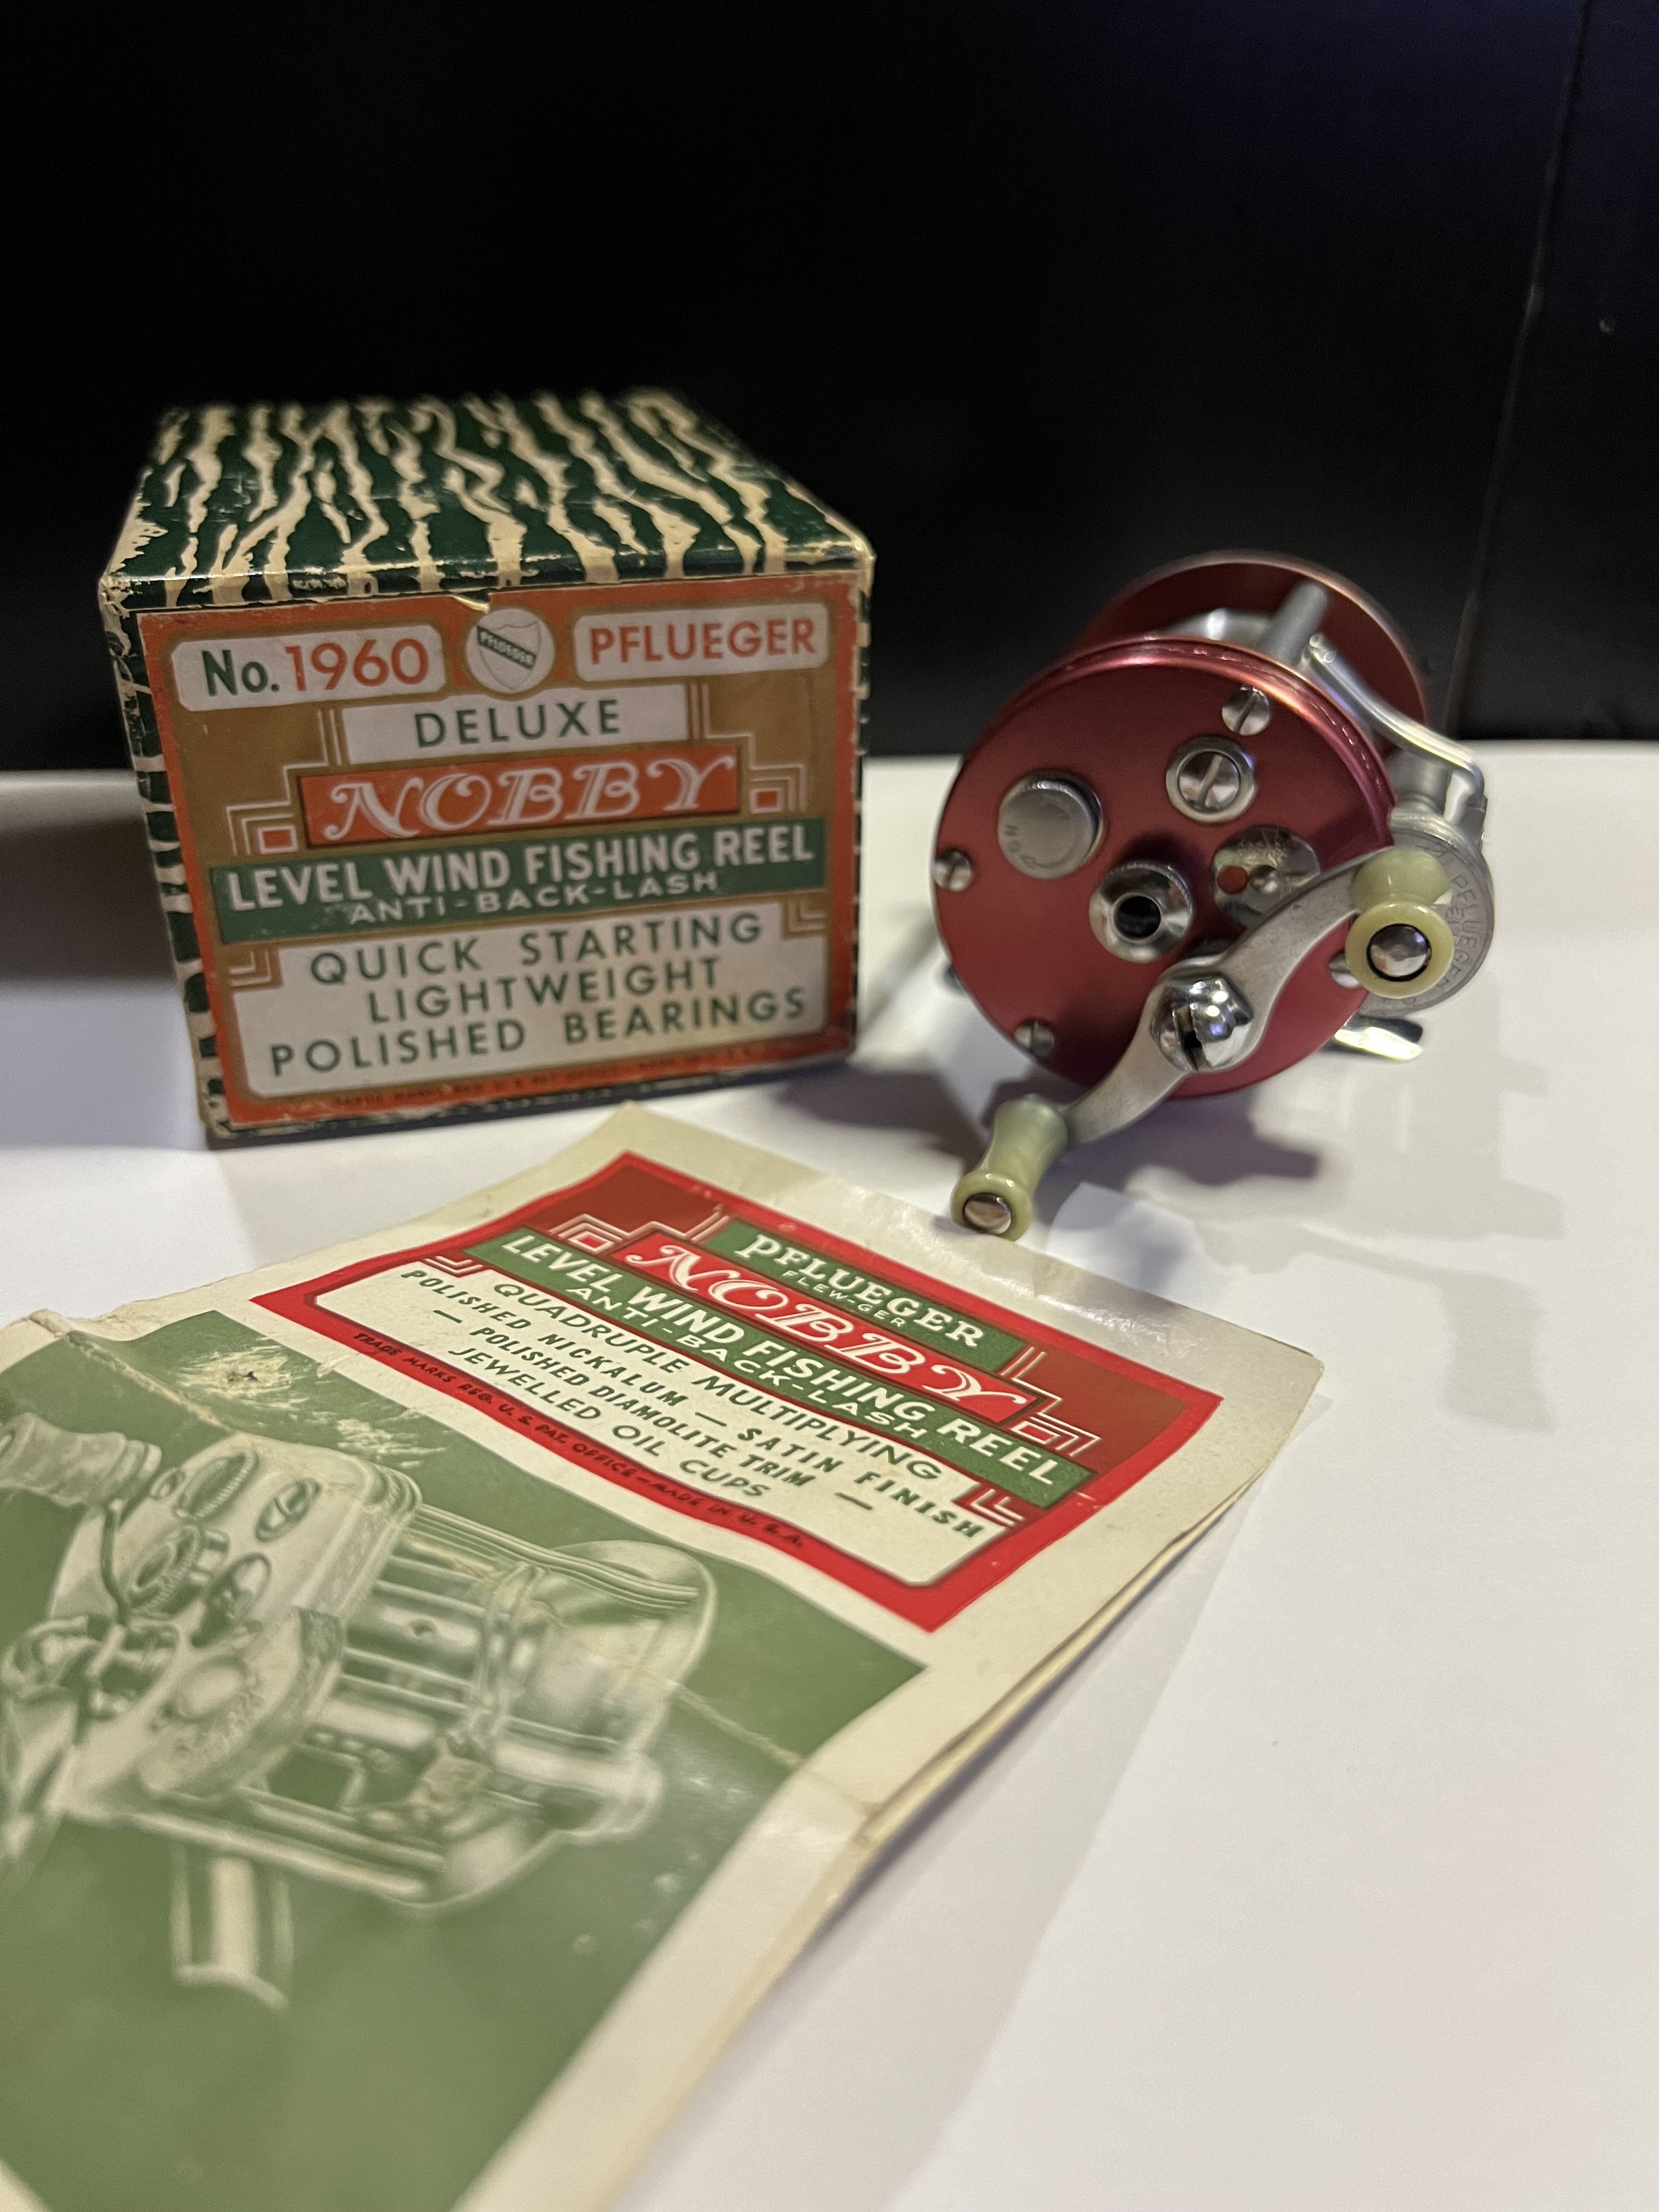 No. 1960
PFLUEGER
PFLUEGER
DELUXE
NOBBY
LEVEL WIND FISHING REEL
ANTI-BACK-LASH
QUICK STARTING
LIGHTWEIGHT
POLISHED BEARINGS
ON
PFLUEGER
PFLUEGER
FLEW-GER
NOBBY
LEVEL WIND FISHING REEL
ANTI-BACK-LASH
QUADRUPLE MULTIPLYING
POLISHED NICKALUM — SATIN FINISH
— POLISHED DIAMOLITE TRIM —
JEWELLED OIL CUPS
TRADE MARKS REG. U. S. PAT. OFFICE—MADE IN U. S. A.